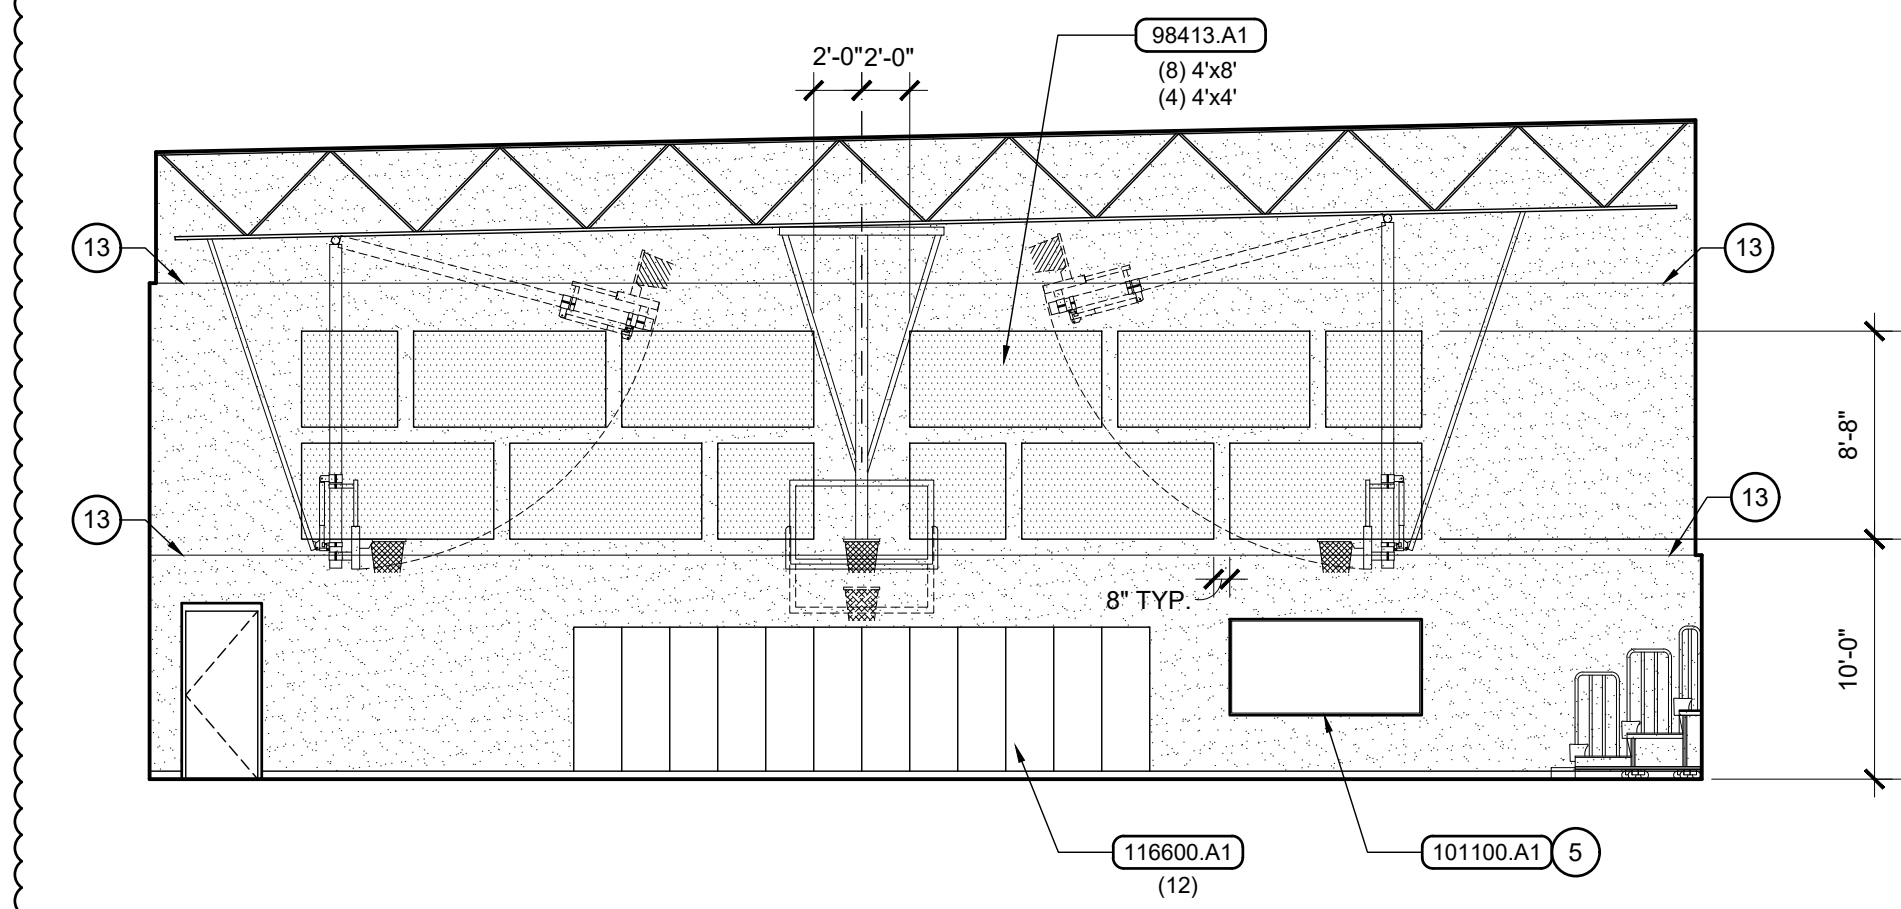 98413.A1
(8) 4'x8'
(4) 4'x4'
2'-0" 2'-0"
13
13
8'-8"
13
13
8" TYP.
10'-0"
116600.A1
(12)
101100.A1 5